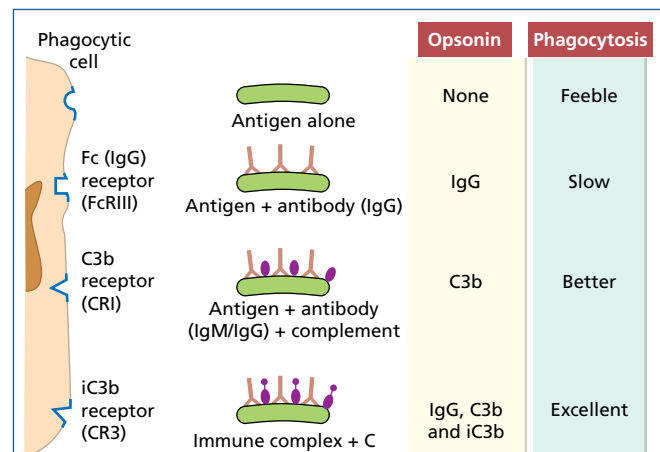 Phagocytic
cell
Opsonin
Phagocytosis
Antigen alone
None
Feeble
Fc (IgG)
receptor
(FcRIII)
Antigen + antibody (IgG)
IgG
Slow
C3b
receptor
(CRI)
Antigen + antibody
(IgM/IgG) + complement
C3b
Better
iC3b
receptor
(CR3)
Immune complex + C
IgG, C3b
and iC3b
Excellent